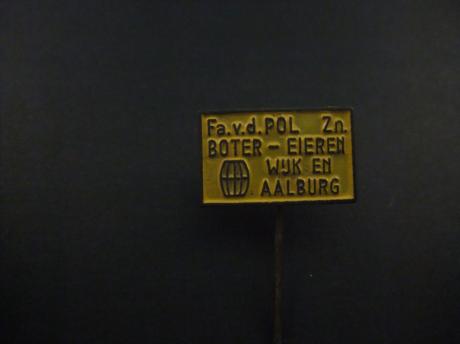 Fa.v.d.POL Zn.
BOTER - EIEREN
WIJK EN
AALBURG